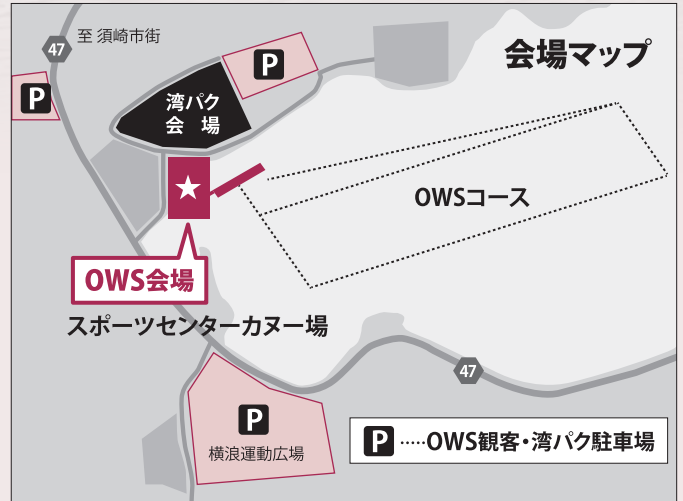 会場マップ
47
至 須崎市街
P
P
湾パク
会 場
OWSコース
OWS会場
スポーツセンターカヌー場
47
P
横浪運動広場
P ‥‥‥OWS観客・湾パク駐車場